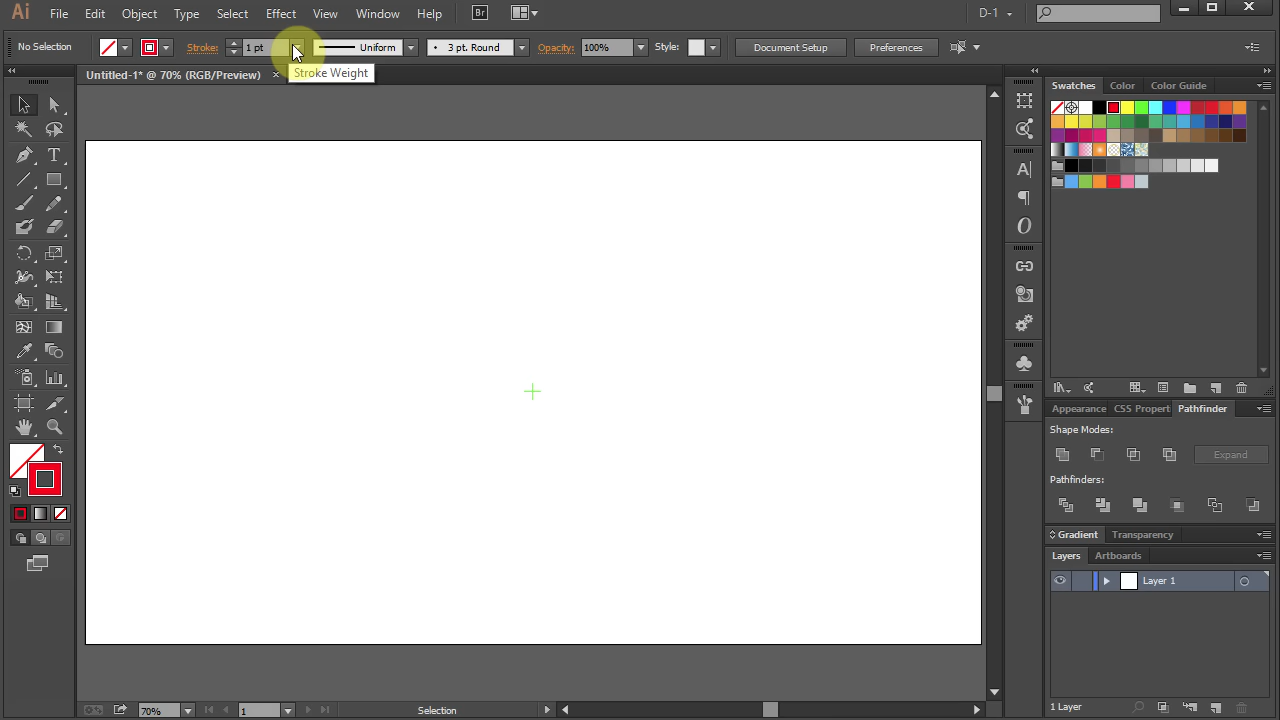 Ai File Edit Object Type Select Effect View Window Help Br D-1
No Selection Stroke: 1 pt Uniform 3 pt. Round Opacity: 100% Style: Document Setup Preferences
Stroke Weight
Untitled-1* @ 70% (RGB/Preview) ×
Swatches Color Color Guide
Appearance CSS Propert Pathfinder
Shape Modes:
Expand
Pathfinders:
Gradient Transparency
Layers Artboards
Layer 1
1 Layer
70% 1 Selection